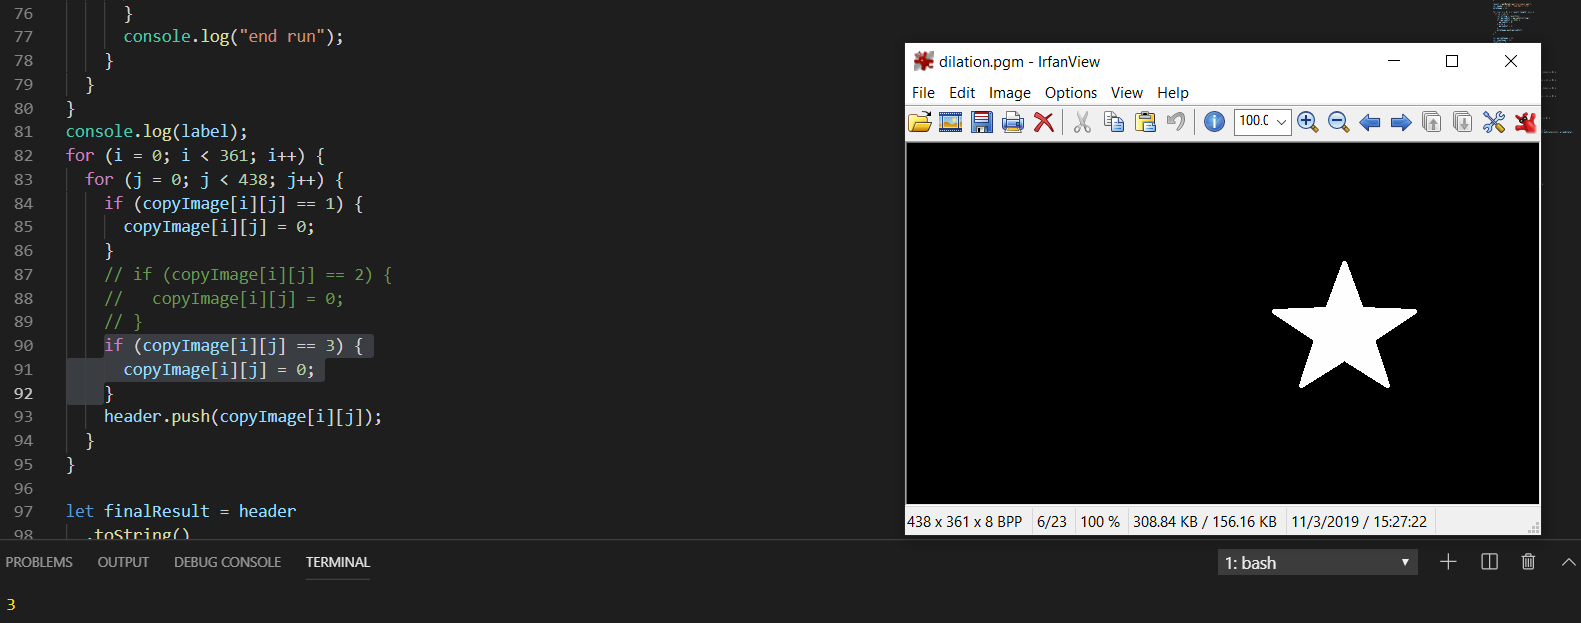 76 }
77 console.log("end run");
78 }
79 }
80 }
81 console.log(label);
82 for (i = 0; i < 361; i++) {
83 for (j = 0; j < 438; j++) {
84 if (copyImage[i][j] == 1) {
85 copyImage[i][j] = 0;
86 }
87 // if (copyImage[i][j] == 2) {
88 //   copyImage[i][j] = 0;
89 // }
90 if (copyImage[i][j] == 3) {
91 copyImage[i][j] = 0;
92 }
93 header.push(copyImage[i][j]);
94 }
95 }
96
97 let finalResult = header
98 .toString()
dilation.pgm - IrfanView
File Edit Image Options View Help
100.0
438 x 361 x 8 BPP 6/23 100 % 308.84 KB / 156.16 KB 11/3/2019 / 15:27:22
PROBLEMS OUTPUT DEBUG CONSOLE TERMINAL 1: bash
3